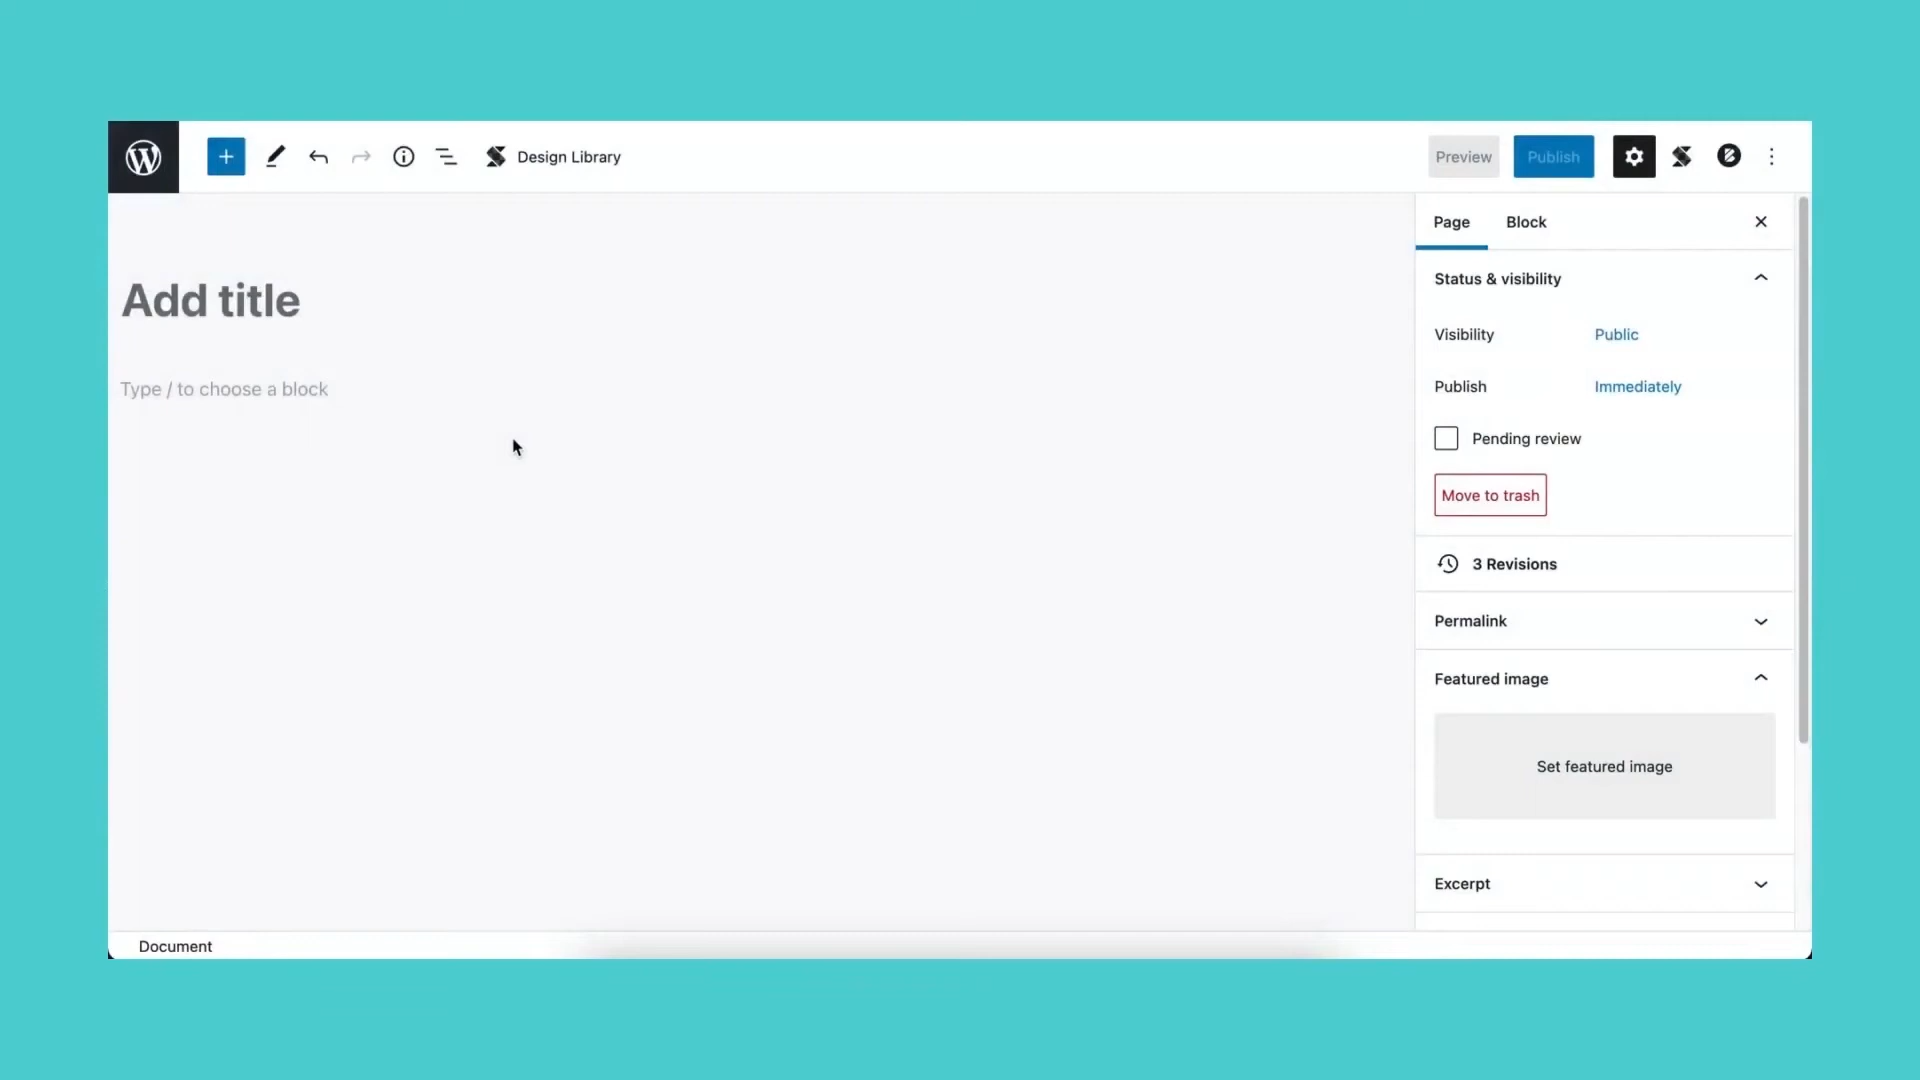 Design Library
Preview
Publish
Page
Block
Add title
Type / to choose a block
Status & visibility
Visibility
Public
Publish
Immediately
Pending review
Move to trash
3 Revisions
Permalink
Featured image
Set featured image
Excerpt
Document